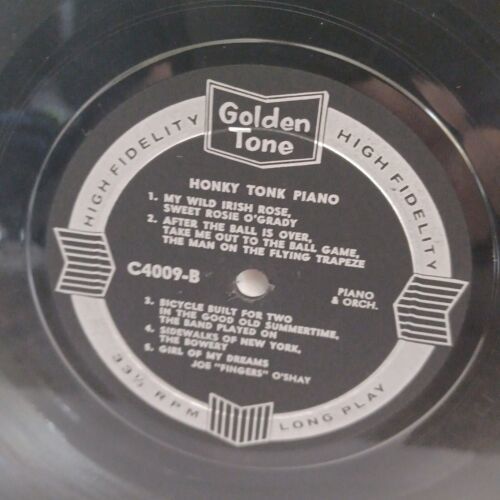 Golden
Tone
HIGH FIDELITY
HIGH FIDELITY
HONKY TONK PIANO
1. MY WILD IRISH ROSE,
SWEET ROSIE O'GRADY
2. AFTER THE BALL IS OVER,
TAKE ME OUT TO THE BALL GAME,
THE MAN ON THE FLYING TRAPEZE
C4009-B
PIANO
& ORCH.
3. BICYCLE BUILT FOR TWO
IN THE GOOD OLD SUMMERTIME,
THE BAND PLAYED ON
4. SIDEWALKS OF NEW YORK,
THE BOWERY
5. GIRL OF MY DREAMS
JOE "FINGERS" O'SHAY
33⅓ RPM
LONG PLAY